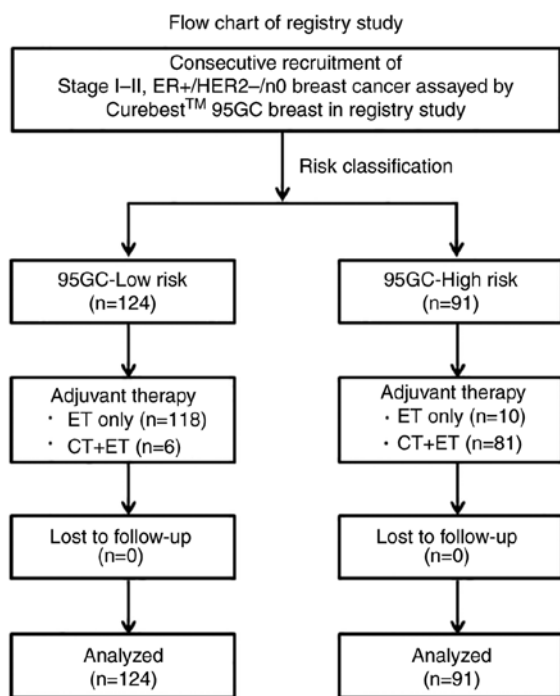 Flow chart of registry study
Consecutive recruitment of
Stage I–II, ER+/HER2–/n0 breast cancer assayed by
Curebest™ 95GC breast in registry study
Risk classification
95GC-Low risk
(n=124)
95GC-High risk
(n=91)
Adjuvant therapy
· ET only (n=118)
· CT+ET (n=6)
Adjuvant therapy
· ET only (n=10)
· CT+ET (n=81)
Lost to follow-up
(n=0)
Lost to follow-up
(n=0)
Analyzed
(n=124)
Analyzed
(n=91)